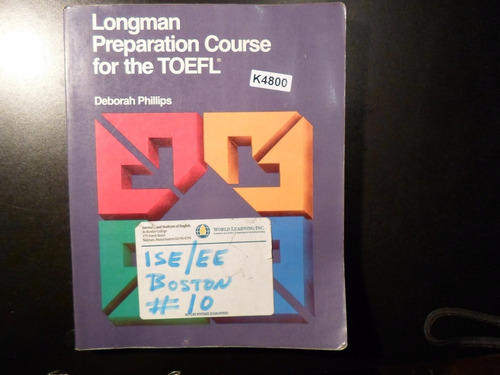 Longman
Preparation Course
for the TOEFL®
K4800
Deborah Phillips
WORLD LEARNING INC.
ISE/EE
BOSTON
#10